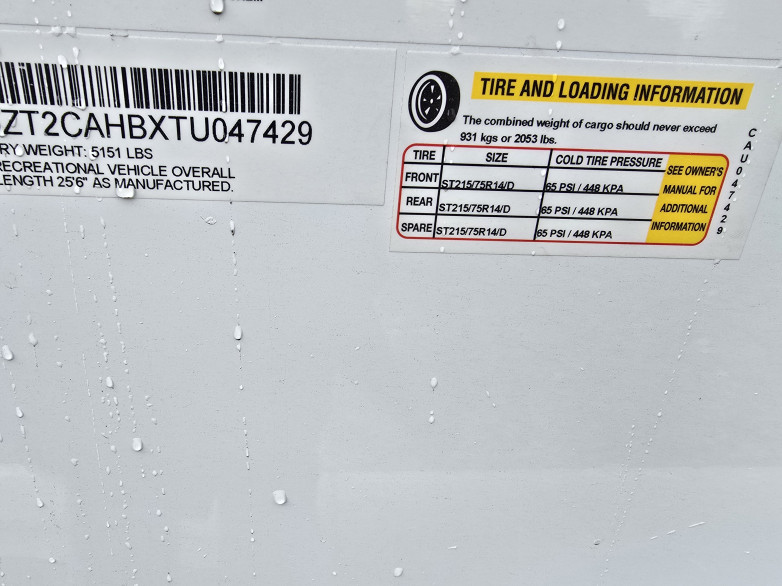 ZT2CAHBXTU047429
RY WEIGHT: 5151 LBS
RECREATIONAL VEHICLE OVERALL
LENGTH 25'6" AS MANUFACTURED.
TIRE AND LOADING INFORMATION
The combined weight of cargo should never exceed
931 kgs or 2053 lbs.
TIRE SIZE COLD TIRE PRESSURE SEE OWNER'S
FRONT ST215/75R14/D 65 PSI / 448 KPA MANUAL FOR
REAR ST215/75R14/D 65 PSI / 448 KPA ADDITIONAL
SPARE ST215/75R14/D 65 PSI / 448 KPA INFORMATION
CAU047429